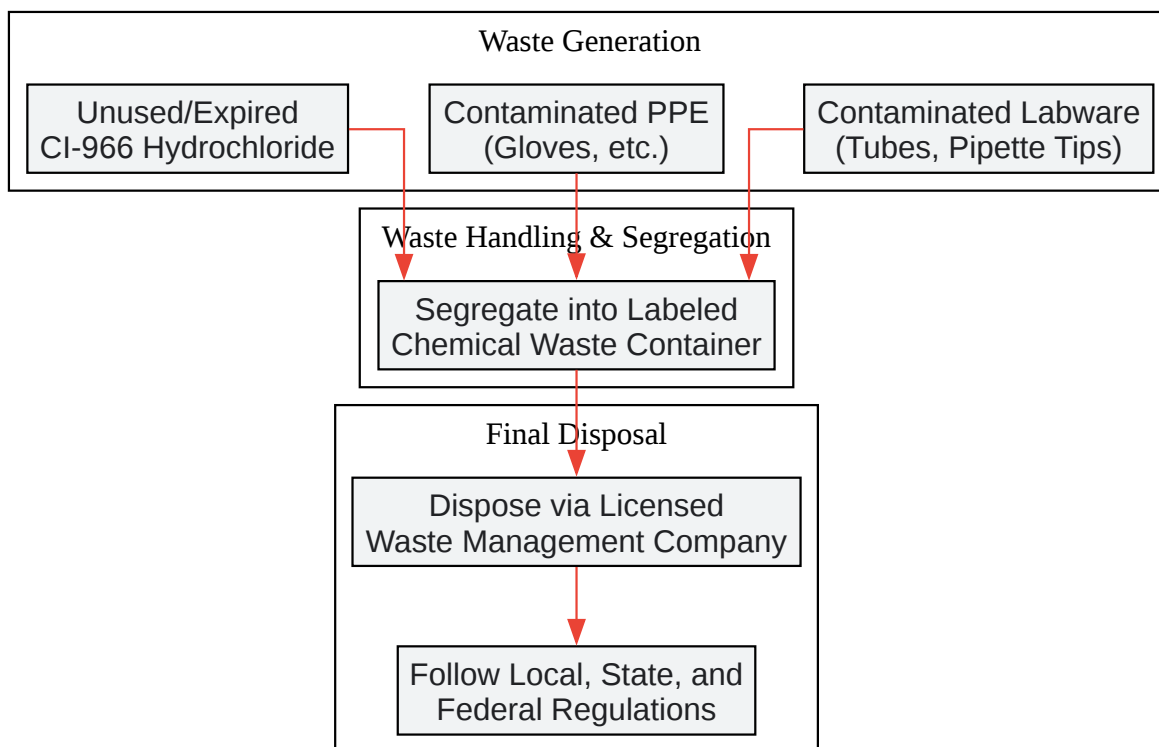 Waste Generation
Unused/Expired
CI-966 Hydrochloride
Contaminated PPE
(Gloves, etc.)
Contaminated Labware
(Tubes, Pipette Tips)
Waste Handling & Segregation
Segregate into Labeled
Chemical Waste Container
Final Disposal
Dispose via Licensed
Waste Management Company
Follow Local, State, and
Federal Regulations